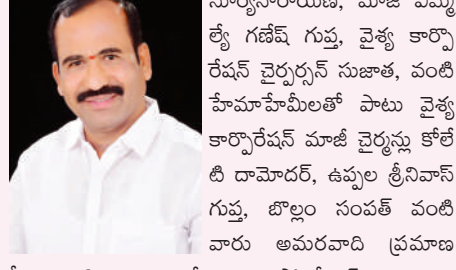 సూర్యనారాయణ, మాజీ ఎమ్మె
ల్యే గణేష్ గుప్త, వైశ్య కార్పొ
రేషన్ చైర్పర్సన్ సుజాత, వంటి
హేమాహేమీలతో పాటు వైశ్య
కార్పొరేషన్ మాజీ చైర్మన్లు కోలే
టి దామోదర్, ఉప్పల శ్రీనివాస్
గుప్త, బొల్లం సంపత్ వంటి
వారు అమరవాది ప్రమాణ